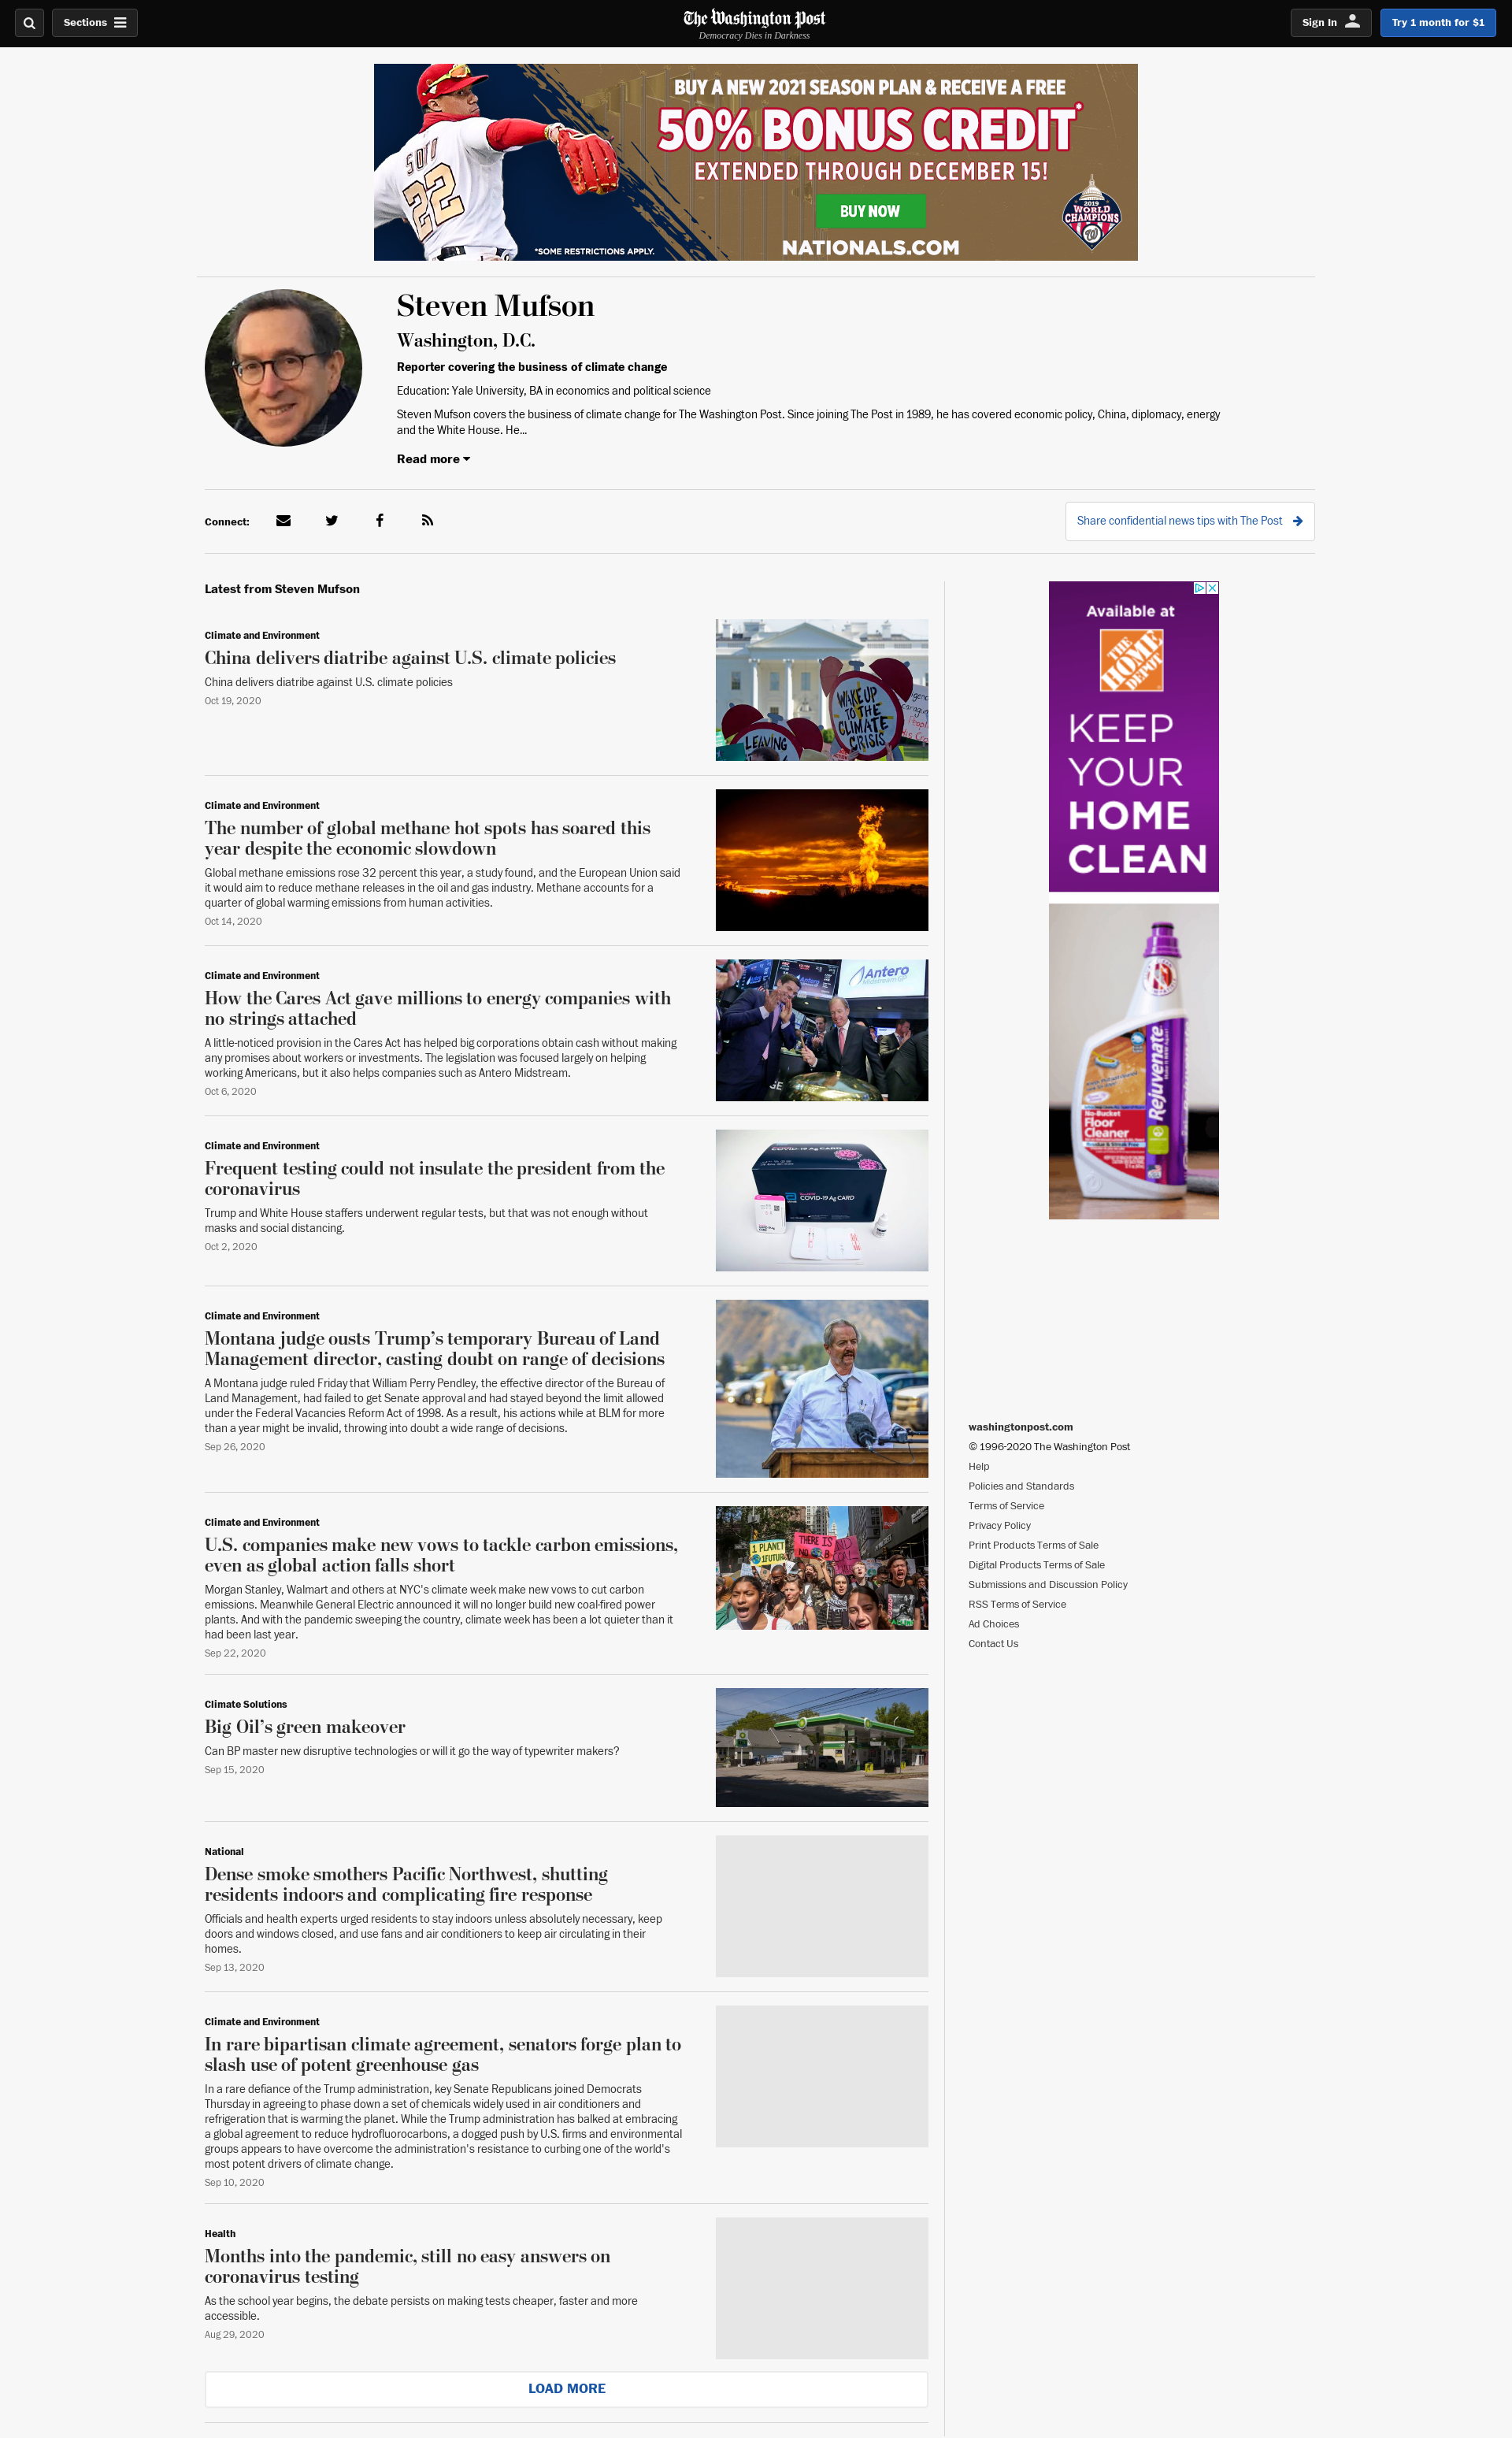 Sections
The Washington Post
Democracy Dies in Darkness
Sign In
Try 1 month for $1
BUY A NEW 2021 SEASON PLAN & RECEIVE A FREE
50% BONUS CREDIT*
EXTENDED THROUGH DECEMBER 15!
BUY NOW
*SOME RESTRICTIONS APPLY.
NATIONALS.COM
SOTO
22
2019
WORLD
CHAMPIONS
W
Steven Mufson
Washington, D.C.
Reporter covering the business of climate change
Education: Yale University, BA in economics and political science
Steven Mufson covers the business of climate change for The Washington Post. Since joining The Post in 1989, he has covered economic policy, China, diplomacy, energy
and the White House. He...
Read more
Connect:
Share confidential news tips with The Post
Latest from Steven Mufson
Climate and Environment
China delivers diatribe against U.S. climate policies
China delivers diatribe against U.S. climate policies
Oct 19, 2020
WAKE UP
TO THE
CLIMATE
CRISIS
LEAVING
Climate and Environment
The number of global methane hot spots has soared this
year despite the economic slowdown
Global methane emissions rose 32 percent this year, a study found, and the European Union said
it would aim to reduce methane releases in the oil and gas industry. Methane accounts for a
quarter of global warming emissions from human activities.
Oct 14, 2020
Climate and Environment
How the Cares Act gave millions to energy companies with
no strings attached
A little-noticed provision in the Cares Act has helped big corporations obtain cash without making
any promises about workers or investments. The legislation was focused largely on helping
working Americans, but it also helps companies such as Antero Midstream.
Oct 6, 2020
Antero
Midstream GP
Climate and Environment
Frequent testing could not insulate the president from the
coronavirus
Trump and White House staffers underwent regular tests, but that was not enough without
masks and social distancing.
Oct 2, 2020
COVID-19 Ag CARD
Climate and Environment
Montana judge ousts Trump’s temporary Bureau of Land
Management director, casting doubt on range of decisions
A Montana judge ruled Friday that William Perry Pendley, the effective director of the Bureau of
Land Management, had failed to get Senate approval and had stayed beyond the limit allowed
under the Federal Vacancies Reform Act of 1998. As a result, his actions while at BLM for more
than a year might be invalid, throwing into doubt a wide range of decisions.
Sep 26, 2020
Climate and Environment
U.S. companies make new vows to tackle carbon emissions,
even as global action falls short
Morgan Stanley, Walmart and others at NYC's climate week make new vows to cut carbon
emissions. Meanwhile General Electric announced it will no longer build new coal-fired power
plants. And with the pandemic sweeping the country, climate week has been a lot quieter than it
had been last year.
Sep 22, 2020
1 PLANET
1 FUTURE
THERE IS
NO
Climate Solutions
Big Oil’s green makeover
Can BP master new disruptive technologies or will it go the way of typewriter makers?
Sep 15, 2020
National
Dense smoke smothers Pacific Northwest, shutting
residents indoors and complicating fire response
Officials and health experts urged residents to stay indoors unless absolutely necessary, keep
doors and windows closed, and use fans and air conditioners to keep air circulating in their
homes.
Sep 13, 2020
Climate and Environment
In rare bipartisan climate agreement, senators forge plan to
slash use of potent greenhouse gas
In a rare defiance of the Trump administration, key Senate Republicans joined Democrats
Thursday in agreeing to phase down a set of chemicals widely used in air conditioners and
refrigeration that is warming the planet. While the Trump administration has balked at embracing
a global agreement to reduce hydrofluorocarbons, a dogged push by U.S. firms and environmental
groups appears to have overcome the administration's resistance to curbing one of the world's
most potent drivers of climate change.
Sep 10, 2020
Health
Months into the pandemic, still no easy answers on
coronavirus testing
As the school year begins, the debate persists on making tests cheaper, faster and more
accessible.
Aug 29, 2020
LOAD MORE
Available at
THE
HOME
DEPOT
KEEP
YOUR
HOME
CLEAN
Rejuvenate
No-Bucket
Floor
Cleaner
washingtonpost.com
© 1996-2020 The Washington Post
Help
Policies and Standards
Terms of Service
Privacy Policy
Print Products Terms of Sale
Digital Products Terms of Sale
Submissions and Discussion Policy
RSS Terms of Service
Ad Choices
Contact Us